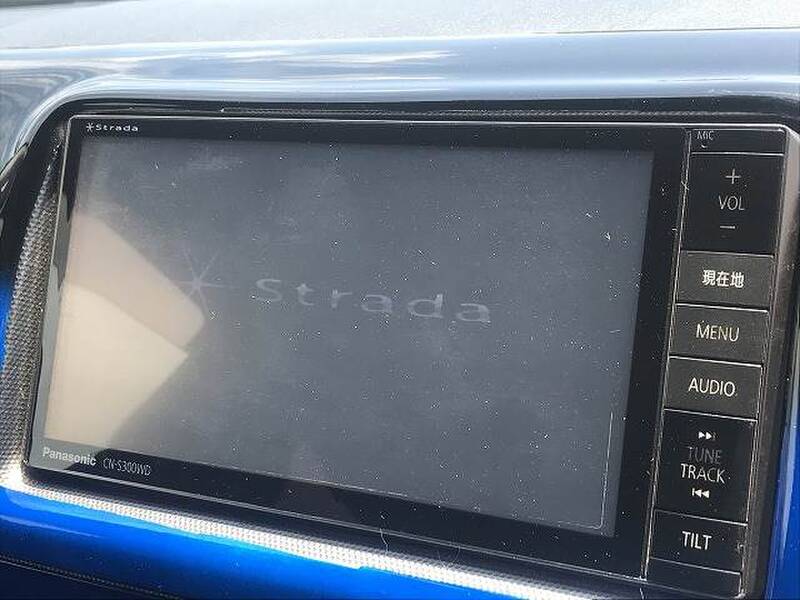 Strada
Strada
Panasonic CN-S300WD
MIC
+
VOL
−
現在地
MENU
AUDIO
TUNE
TRACK
TILT